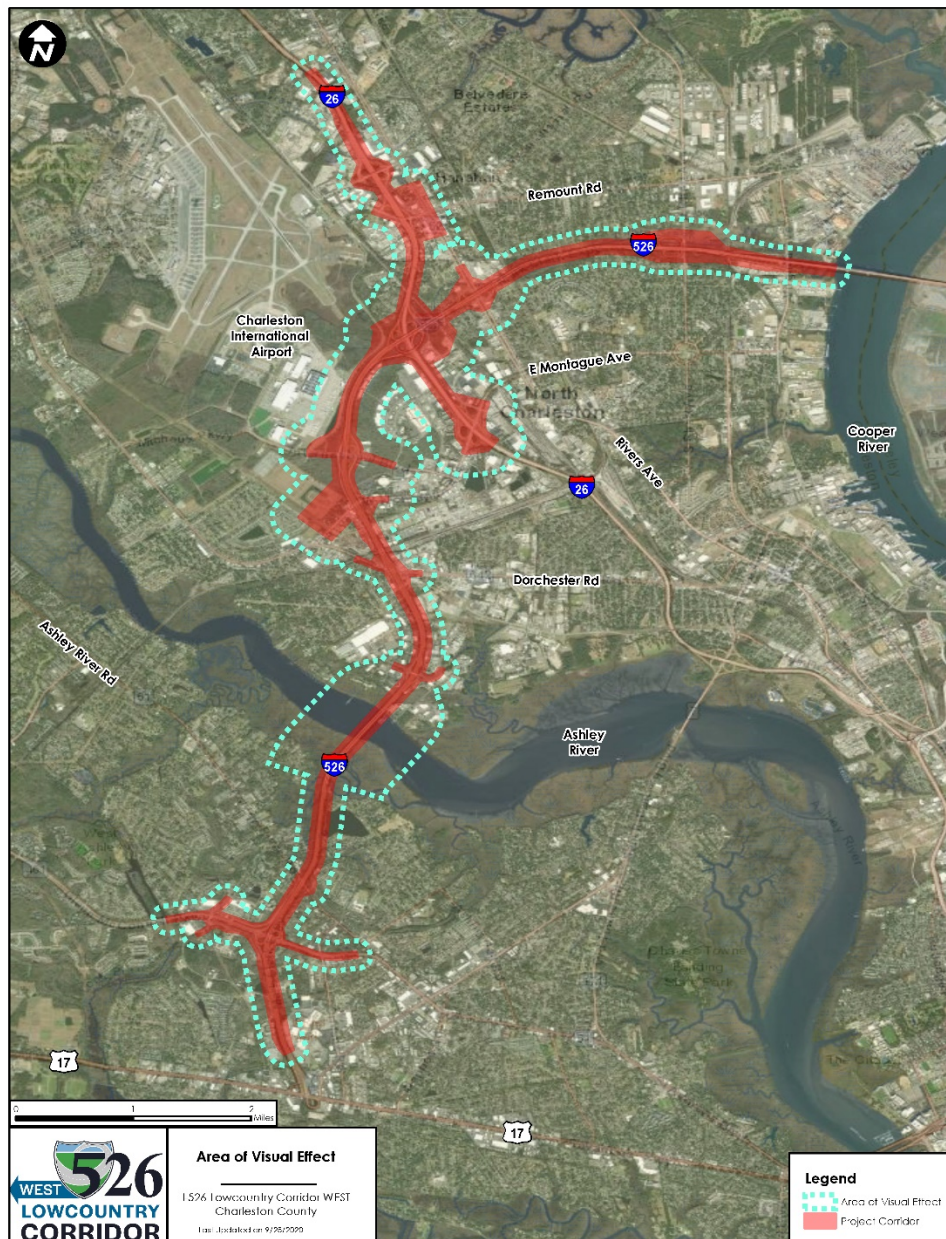 N
26
Belvedere
Estate
Hanahan
Remount Rd
526
Charleston
International
Airport
E Montague Ave
North
Charleston
Cooper
River
Rivers Ave
26
Dorchester Rd
Ashley River Rd
Ashley
River
526
17
17
0 1 2
Miles
WEST 526
LOWCOUNTRY
CORRIDOR
Area of Visual Effect
I 526 Lowcountry Corridor WEST
Charleston County
Last Updated on 9/28/2020
Legend
Area of Visual Effect
Project Corridor